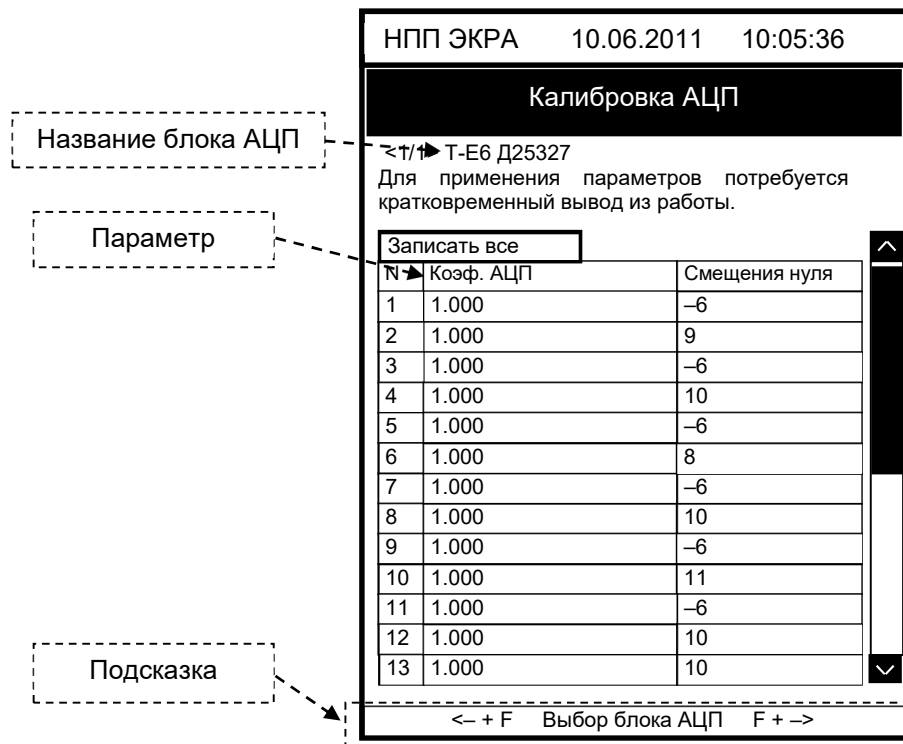 НПП ЭКРА 10.06.2011 10:05:36
Калибровка АЦП
Название блока АЦП
<1/1> Т-Е6 Д25327
Для применения параметров потребуется
кратковременный вывод из работы.
Параметр
Записать все
N Коэф. АЦП Смещения нуля
1 1.000 –6
2 1.000 9
3 1.000 –6
4 1.000 10
5 1.000 –6
6 1.000 8
7 1.000 –6
8 1.000 10
9 1.000 –6
10 1.000 11
11 1.000 –6
12 1.000 10
13 1.000 10
Подсказка
<– + F Выбор блока АЦП F + –>